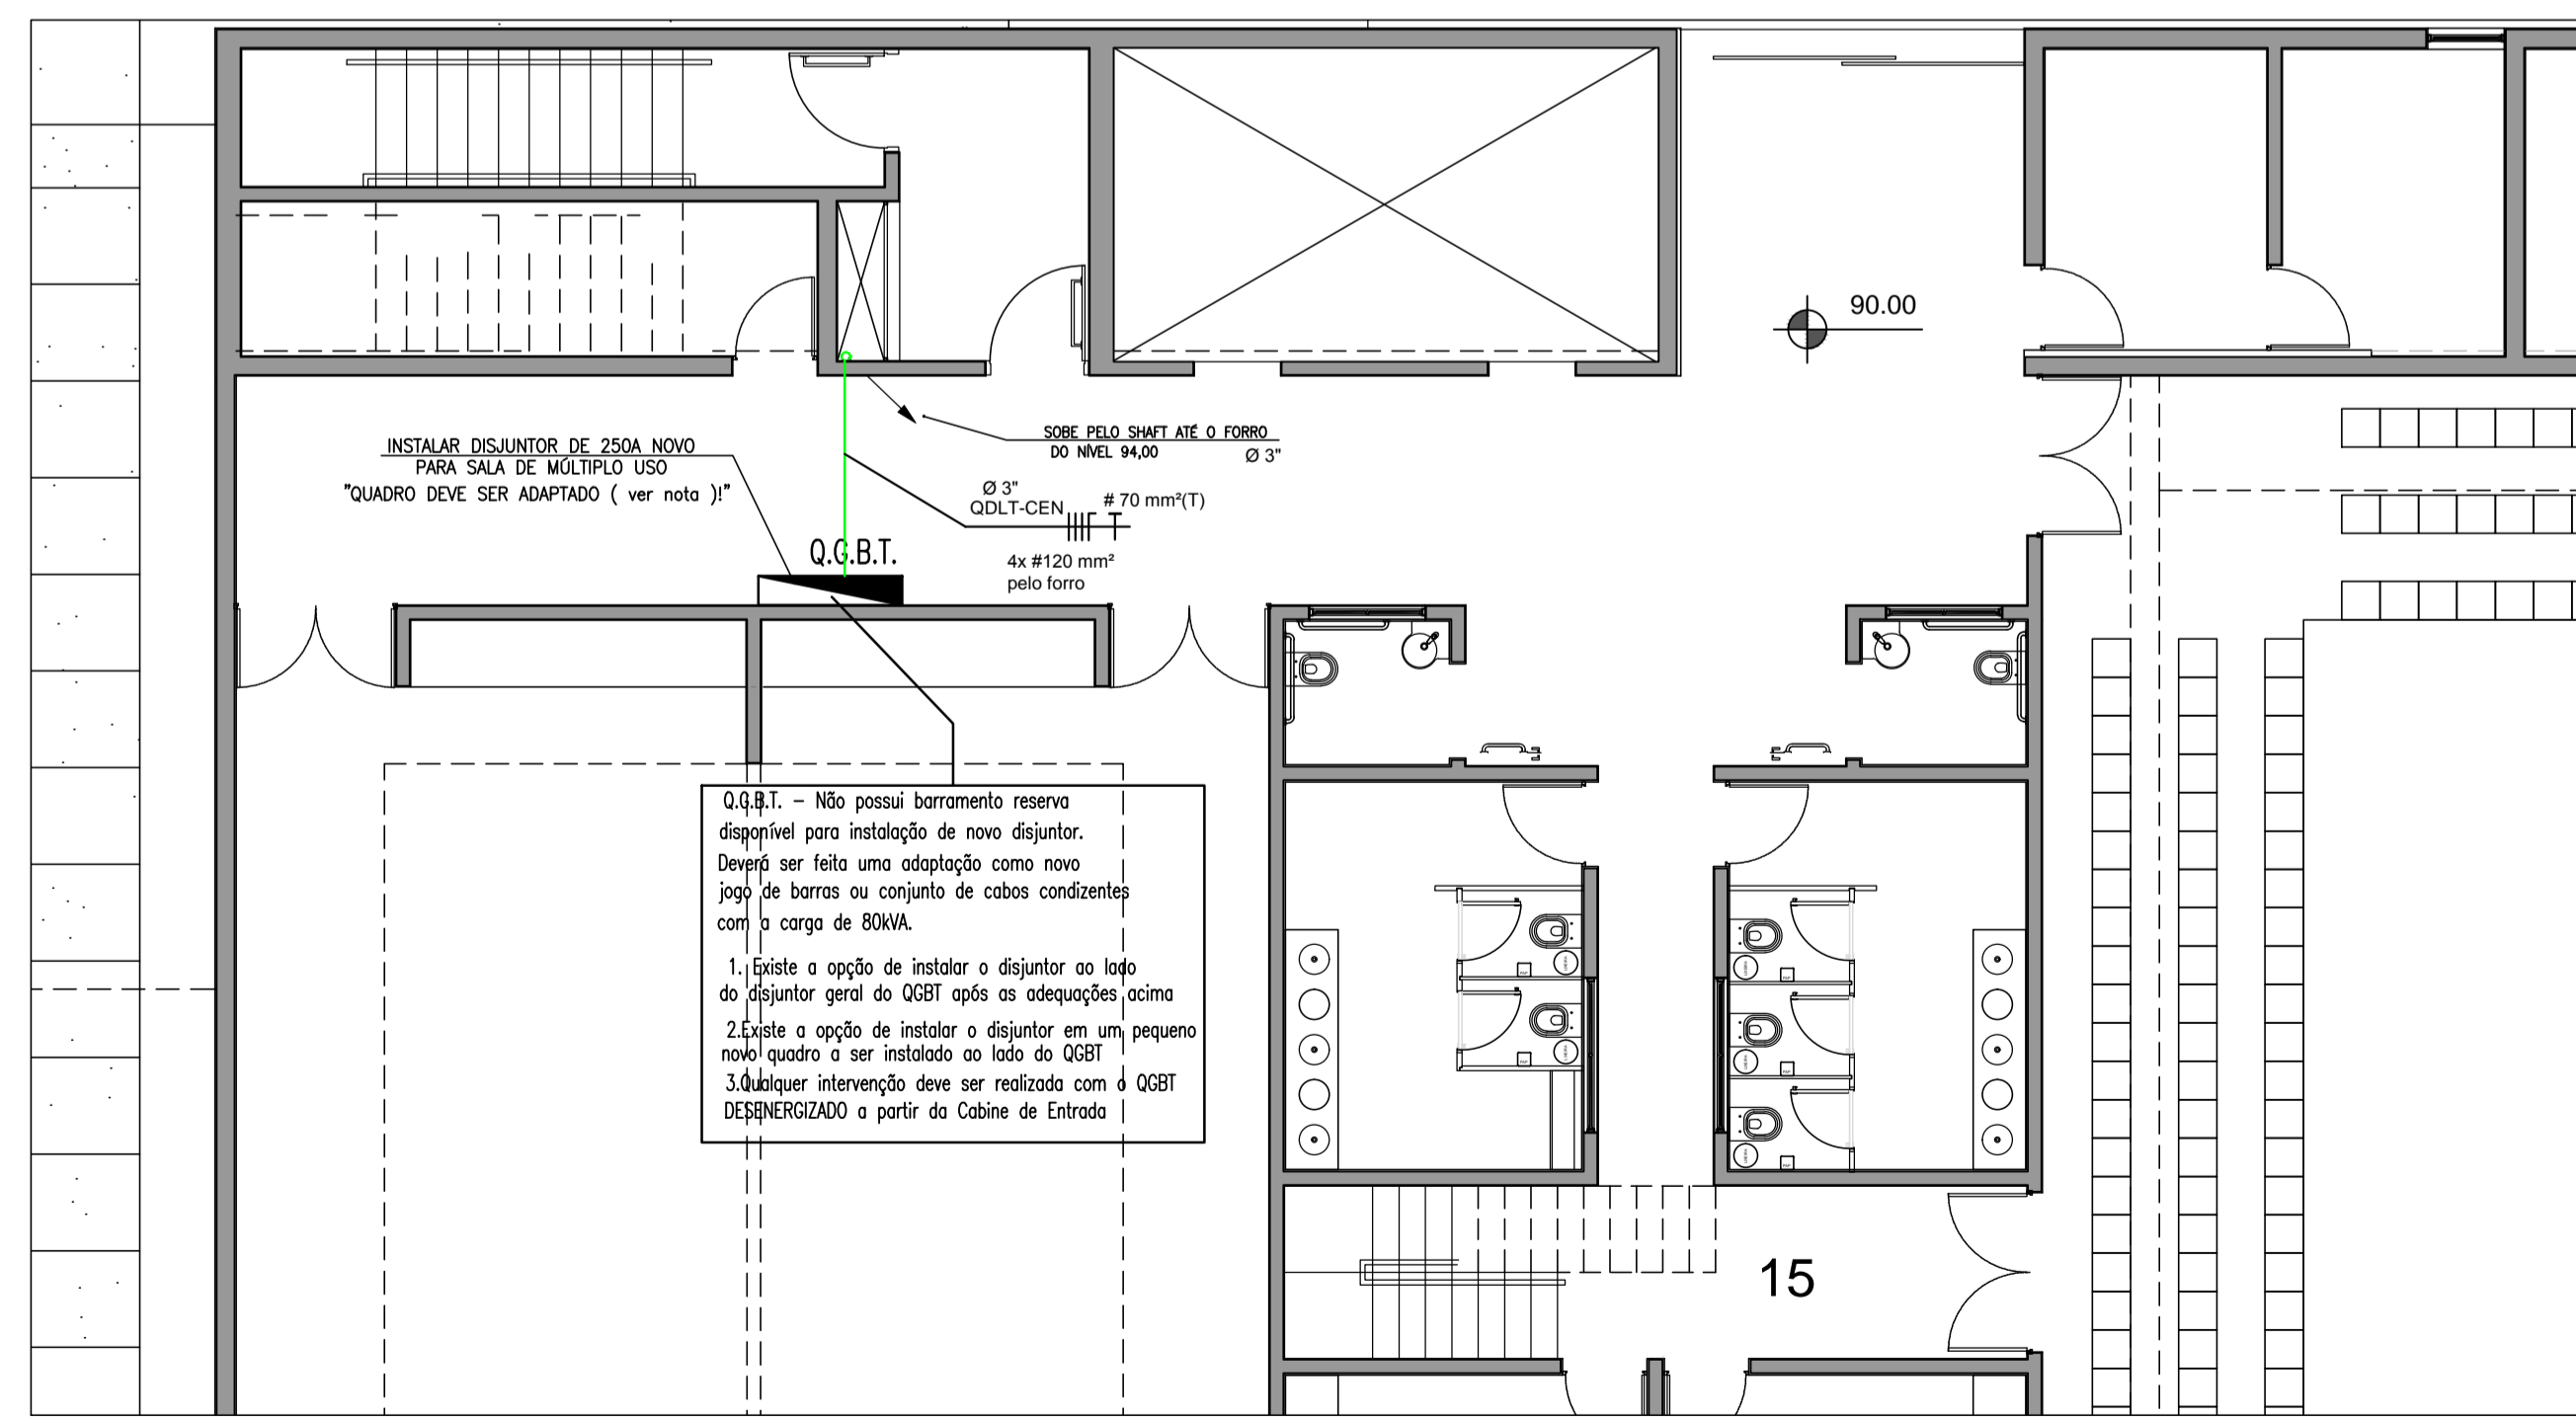 90.00
INSTALAR DISJUNTOR DE 250A NOVO
PARA SALA DE MÚLTIPLO USO
"QUADRO DEVE SER ADAPTADO ( ver nota )!"
SOBE PELO SHAFT ATÉ O FORRO
DO NÍVEL 94,00 Ø 3"
Ø 3"
QDLT-CEN # 70 mm²(T)
4x #120 mm²
pelo forro
Q.G.B.T.
Q.G.B.T. - Não possui barramento reserva
disponível para instalação de novo disjuntor.
Deverá ser feita uma adaptação como novo
jogo de barras ou conjunto de cabos condizentes
com a carga de 80kVA.
1. Existe a opção de instalar o disjuntor ao lado
do disjuntor geral do QGBT após as adequações acima
2.Existe a opção de instalar o disjuntor em um pequeno
novo quadro a ser instalado ao lado do QGBT
3.Qualquer intervenção deve ser realizada com o QGBT
DESENERGIZADO a partir da Cabine de Entrada
15